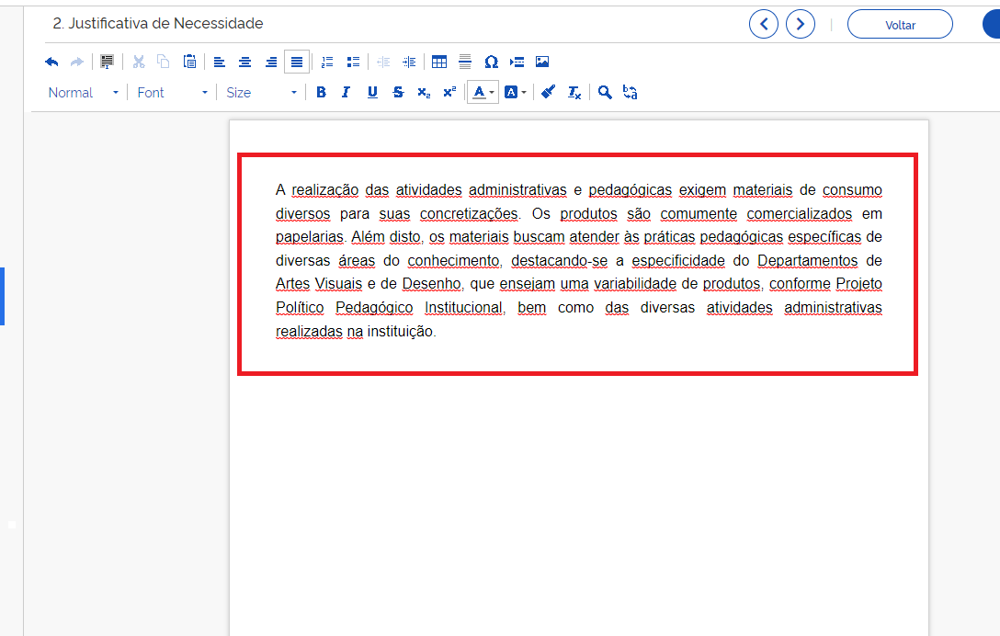 2. Justificativa de Necessidade
Voltar
Normal Font Size
A realização das atividades administrativas e pedagógicas exigem materiais de consumo
diversos para suas concretizações. Os produtos são comumente comercializados em
papelarias. Além disto, os materiais buscam atender às práticas pedagógicas específicas de
diversas áreas do conhecimento, destacando-se a especificidade do Departamentos de
Artes Visuais e de Desenho, que ensejam uma variabilidade de produtos, conforme Projeto
Político Pedagógico Institucional, bem como das diversas atividades administrativas
realizadas na instituição.